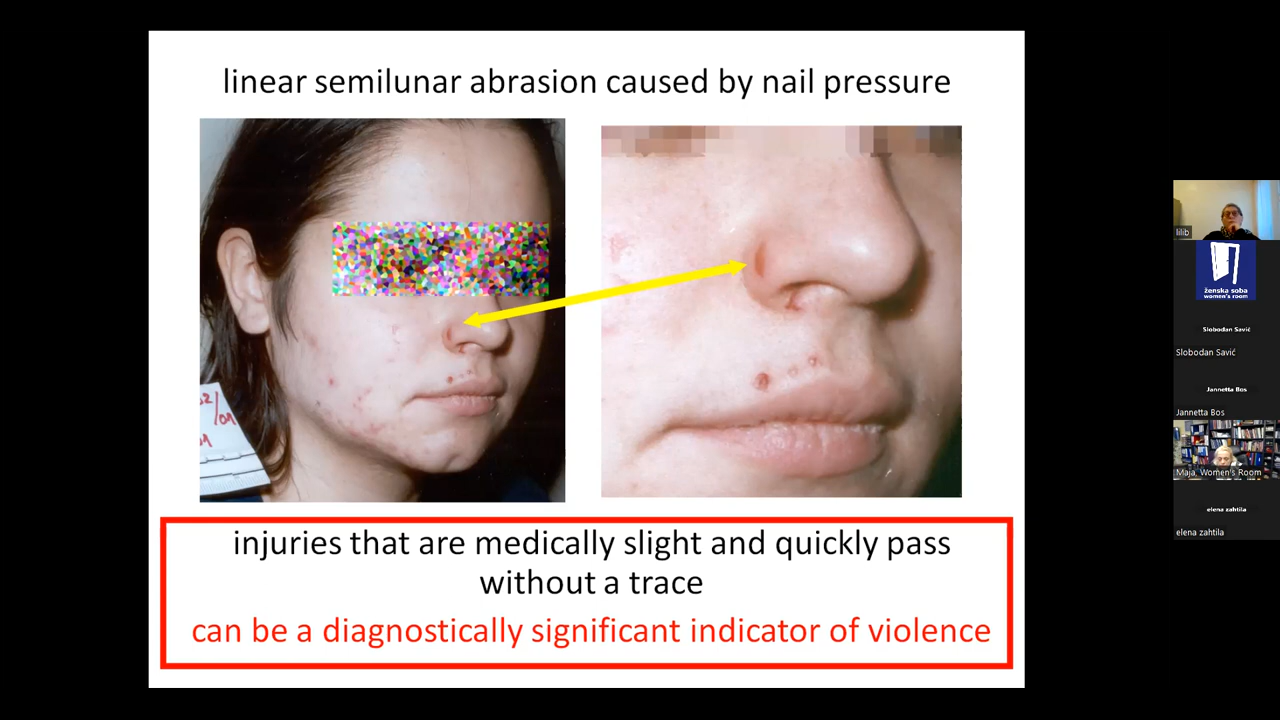 linear semilunar abrasion caused by nail pressure
injuries that are medically slight and quickly pass
without a trace
can be a diagnostically significant indicator of violence
lilib
ženska soba
women's room
Slobodan Savić
Slobodan Savić
Jannetta Bos
Jannetta Bos
Maja, Women's Room
elena zahtila
elena zahtila